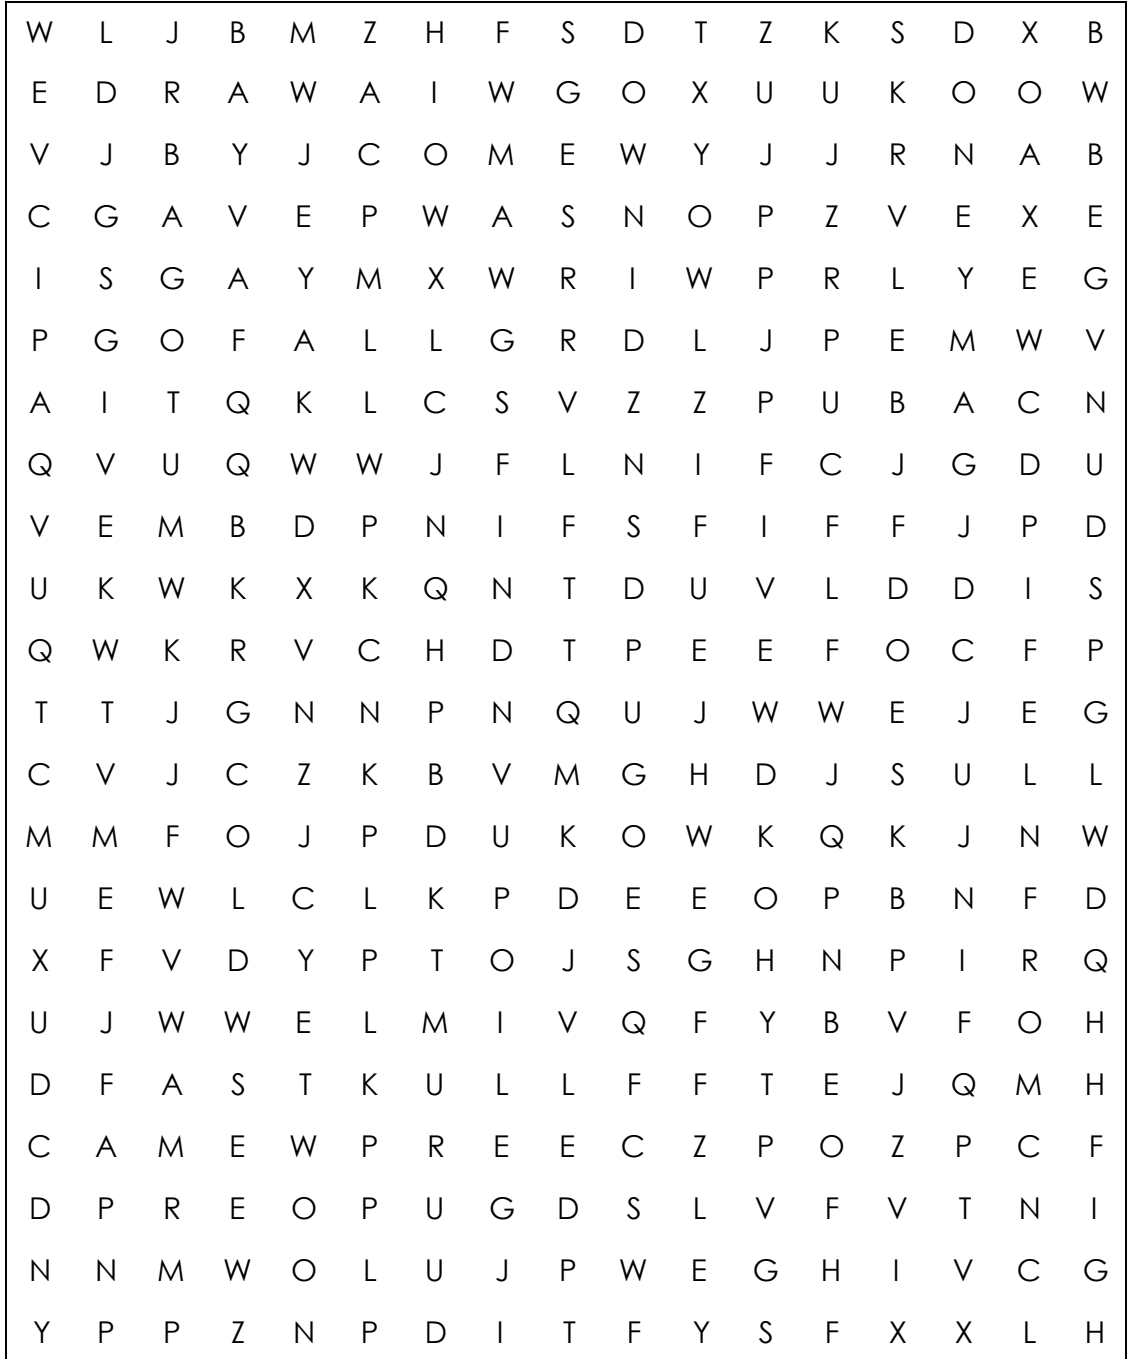 W L J B M Z H F S D T Z K S D X B
E D R A W A I W G O X U U K O O W
V J B Y J C O M E W Y J J R N A B
C G A V E P W A S N O P Z V E X E
I S G A Y M X W R I W P R L Y E G
P G O F A L L G R D L J P E M W V
A I T Q K L C S V Z Z P U B A C N
Q V U Q W W J F L N I F C J G D U
V E M B D P N I F S F I F F J P D
U K W K X K Q N T D U V L D D I S
Q W K R V C H D T P E E F O C F P
T T J G N N P N Q U J W W E J E G
C V J C Z K B V M G H D J S U L L
M M F O J P D U K O W K Q K J N W
U E W L C L K P D E E O P B N F D
X F V D Y P T O J S G H N P I R Q
U J W W E L M I V Q F Y B V F O H
D F A S T K U L L F F T E J Q M H
C A M E W P R E E C Z P O Z P C F
D P R E O P U G D S L V F V T N I
N N M W O L U J P W E G H I V C G
Y P P Z N P D I T F Y S F X X L H